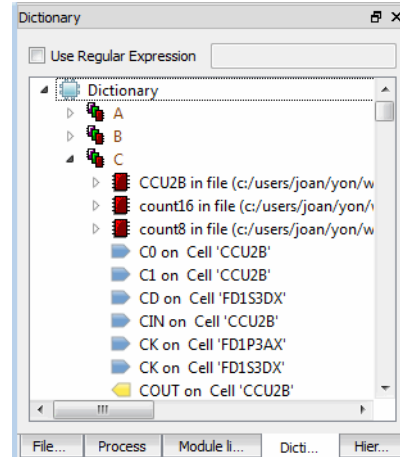 Dictionary
Use Regular Expression
Dictionary
A
B
C
CCU2B in file (c:/users/joan/yon/w
count16 in file (c:/users/joan/yon/
count8 in file (c:/users/joan/yon/w
C0 on Cell 'CCU2B'
C1 on Cell 'CCU2B'
CD on Cell 'FD1S3DX'
CIN on Cell 'CCU2B'
CK on Cell 'FD1P3AX'
CK on Cell 'FD1S3DX'
COUT on Cell 'CCU2B'
File... Process Module li... Dicti... Hier...